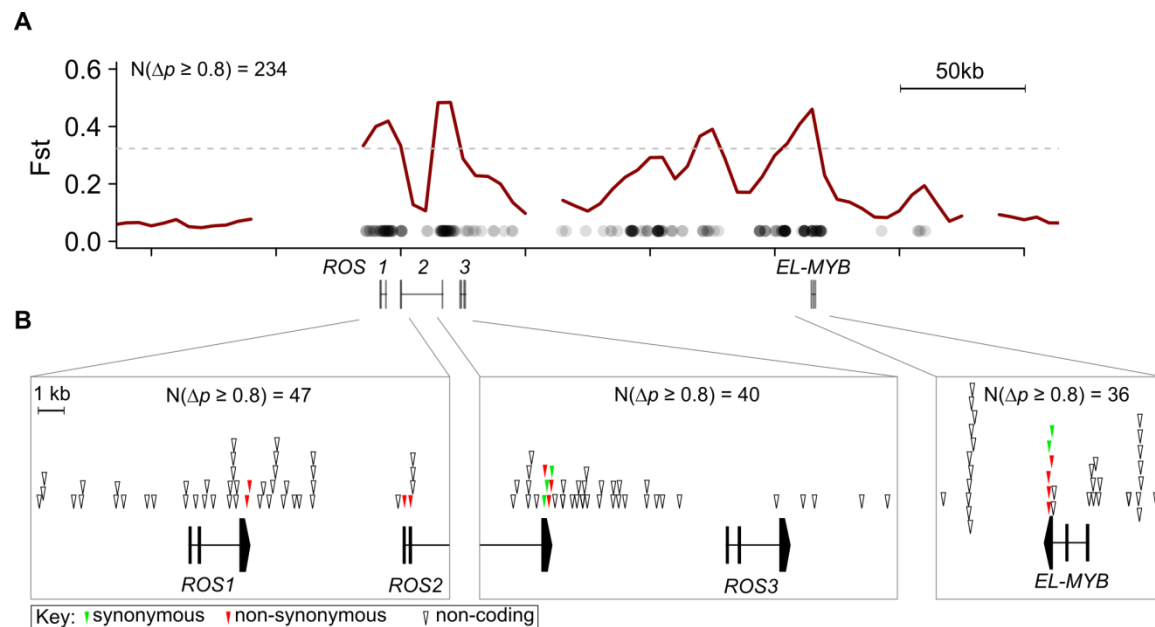 A
N(Δp ≥ 0.8) = 234
50kb
Fst
0.6
0.4
0.2
0.0
ROS 1 2 3
EL-MYB
B
1 kb
N(Δp ≥ 0.8) = 47
N(Δp ≥ 0.8) = 40
N(Δp ≥ 0.8) = 36
ROS1
ROS2
ROS3
EL-MYB
Key: synonymous non-synonymous non-coding